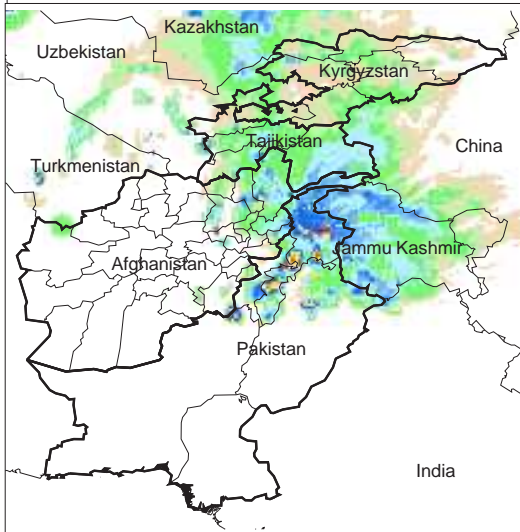 Kazakhstan
Uzbekistan
Kyrgyzstan
Tajikistan
China
Turkmenistan
Jammu Kashmir
Afghanistan
Pakistan
India